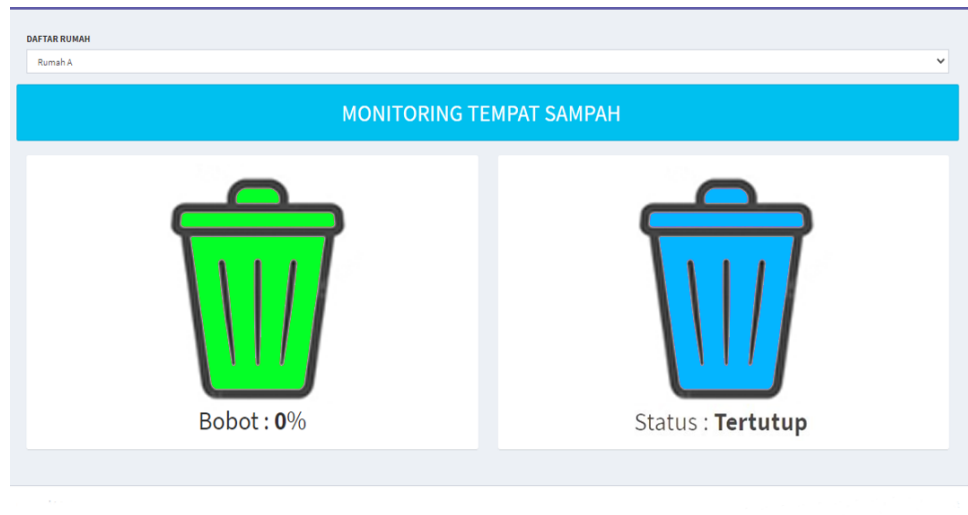 DAFTAR RUMAH
Rumah A
MONITORING TEMPAT SAMPAH
Bobot : 0%
Status : Tertutup